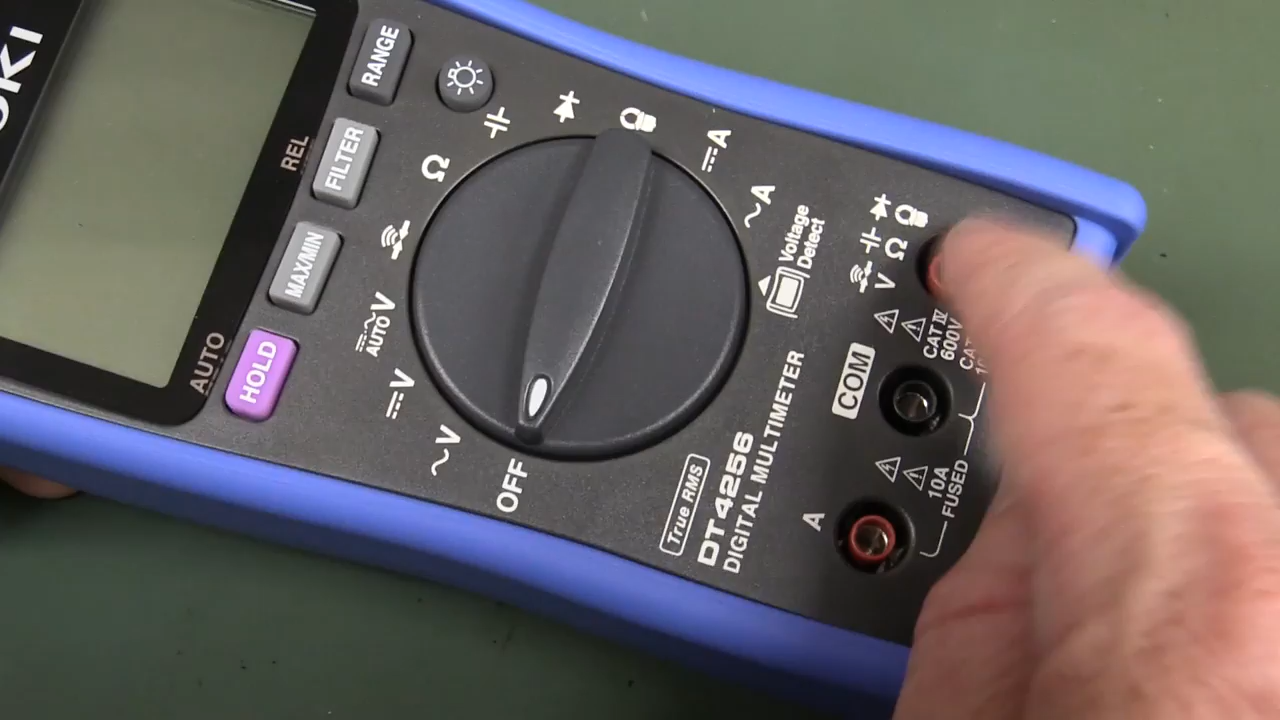 OKI
RANGE
FILTER
MAX/MIN
HOLD
REL
AUTO
Ω
AUTO V
V
~V
OFF
A
~A
Voltage
Detect
Ω
V
CAT IV
600V
CAT
COM
10A
FUSED
A
True RMS
DT4256
DIGITAL MULTIMETER